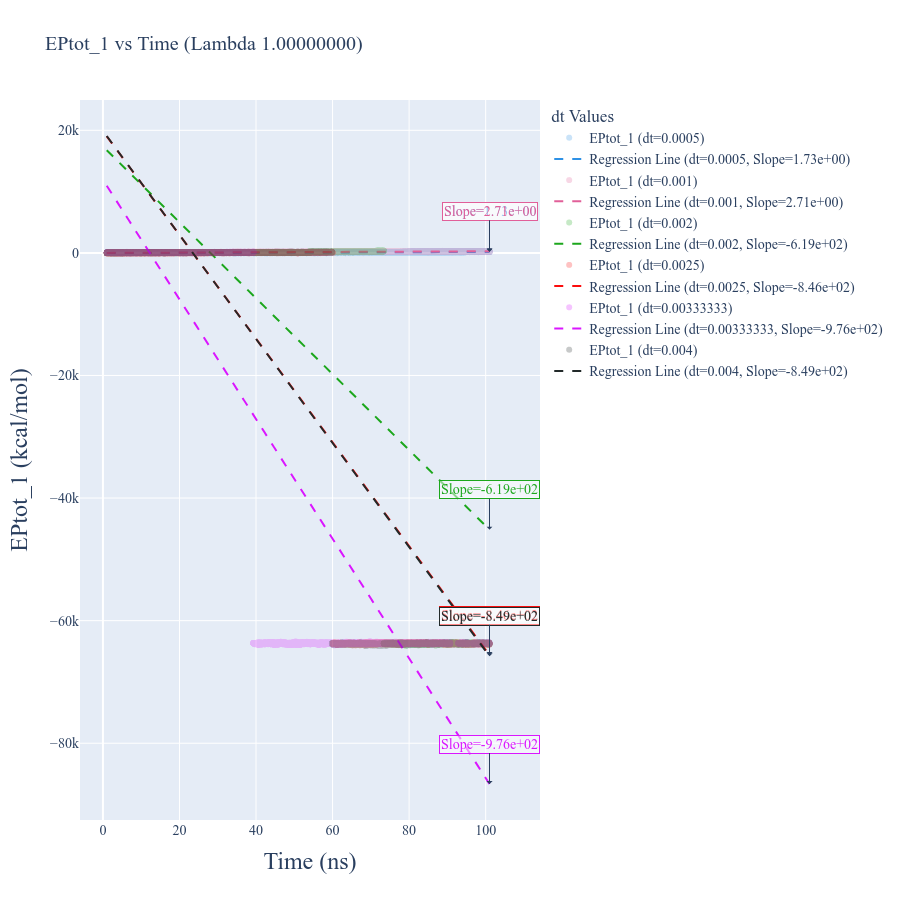 EPtot_1 vs Time (Lambda 1.00000000)
dt Values
EPtot_1 (dt=0.0005)
Regression Line (dt=0.0005, Slope=1.73e+00)
EPtot_1 (dt=0.001)
Regression Line (dt=0.001, Slope=2.71e+00)
EPtot_1 (dt=0.002)
Regression Line (dt=0.002, Slope=-6.19e+02)
EPtot_1 (dt=0.0025)
Regression Line (dt=0.0025, Slope=-8.46e+02)
EPtot_1 (dt=0.00333333)
Regression Line (dt=0.00333333, Slope=-9.76e+02)
EPtot_1 (dt=0.004)
Regression Line (dt=0.004, Slope=-8.49e+02)
20k
0
−20k
−40k
−60k
−80k
EPtot_1 (kcal/mol)
Slope=2.71e+00
Slope=-6.19e+02
Slope=-8.49e+02
Slope=-9.76e+02
0 20 40 60 80 100
Time (ns)